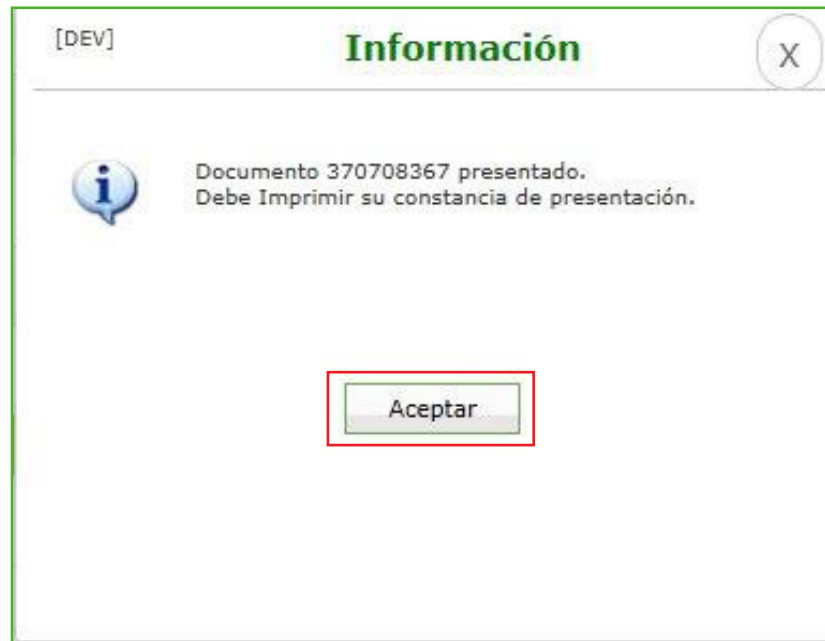 [DEV]
Información
X
Documento 370708367 presentado.
Debe Imprimir su constancia de presentación.
Aceptar